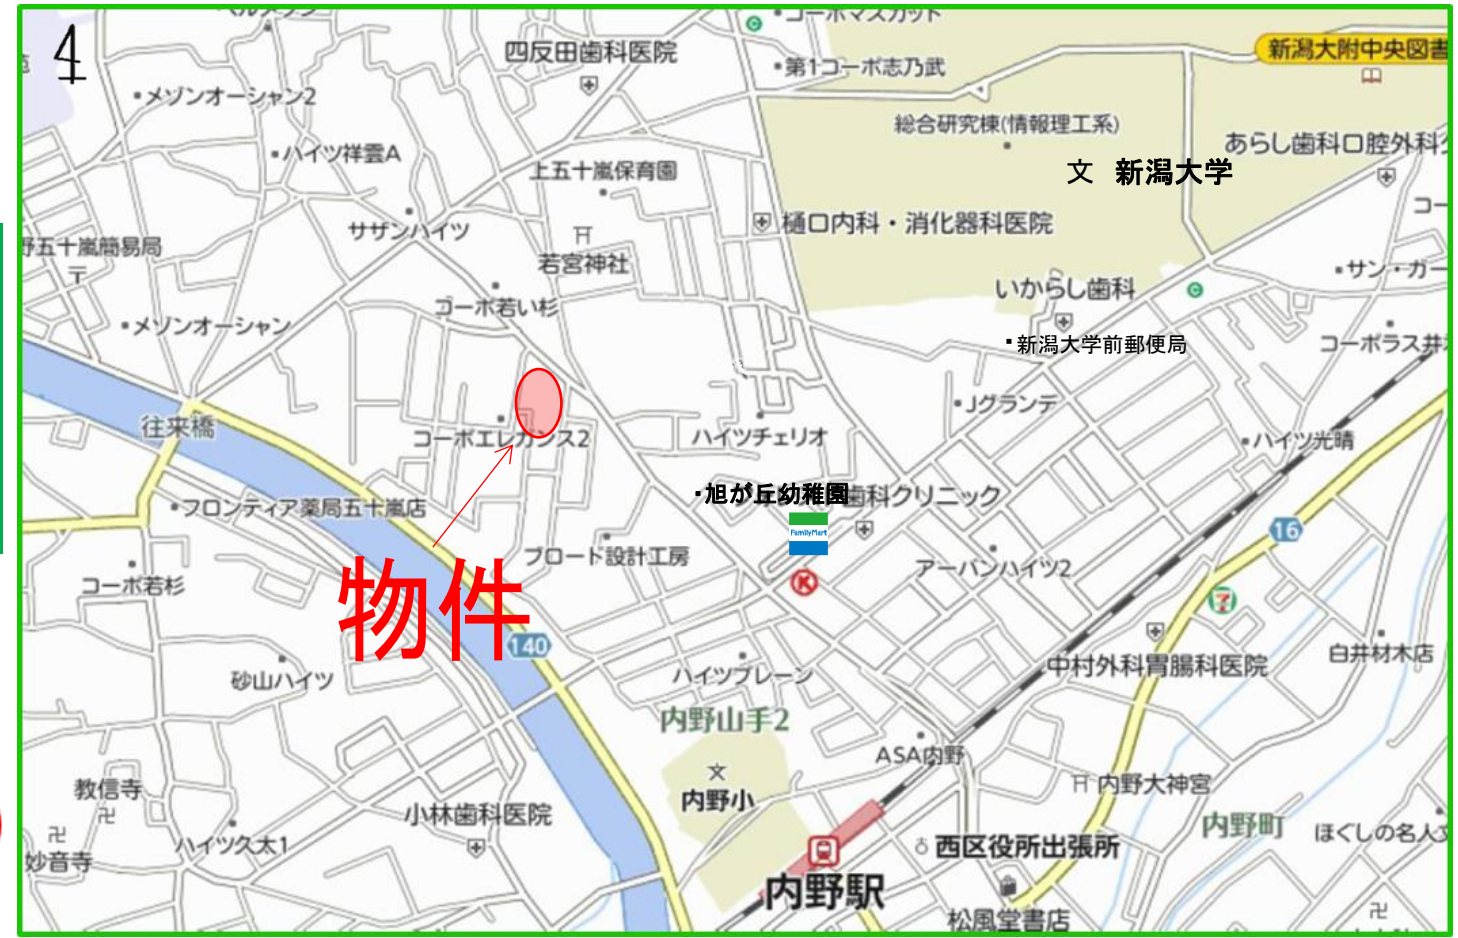 コーポマスカット
四反田歯科医院
新潟大附中央図書
第1コーポ志乃武
メゾンオーシャン2
総合研究棟(情報理工系)
あらし歯科口腔外科
ハイツ祥雲A
上五十嵐保育園
文 新潟大学
コー
樋口内科・消化器科医院
サザンハイツ
野五十嵐簡易局
若宮神社
サン・ガー
いからし歯科
コーポ若い杉
メゾンオーシャン
新潟大学前郵便局
コーポラス井
Jグランデ
往来橋
コーポエレガンス2
ハイツチェリオ
ハイツ光晴
旭が丘幼稚園
歯科クリニック
フロンティア薬局五十嵐店
FamilyMart
16
ブロード設計工房
アーバンハイツ2
K
コーポ若杉
7
物件
140
白井材木店
中村外科胃腸科医院
砂山ハイツ
ハイツブレーン
内野山手2
ASA内野
教信寺
文
内野小
内野大神宮
小林歯科医院
内野町
ほぐしの名人
ハイツ久太1
西区役所出張所
妙音寺
内野駅
松風堂書店